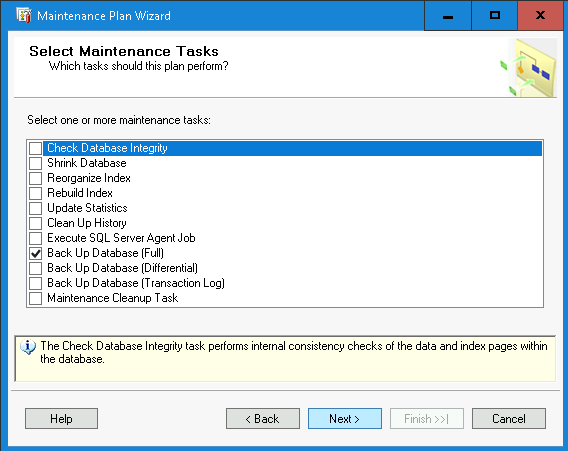 Maintenance Plan Wizard
Select Maintenance Tasks
Which tasks should this plan perform?
Select one or more maintenance tasks:
Check Database Integrity
Shrink Database
Reorganize Index
Rebuild Index
Update Statistics
Clean Up History
Execute SQL Server Agent Job
Back Up Database (Full)
Back Up Database (Differential)
Back Up Database (Transaction Log)
Maintenance Cleanup Task
The Check Database Integrity task performs internal consistency checks of the data and index pages within
the database.
Help < Back Next > Finish >>| Cancel